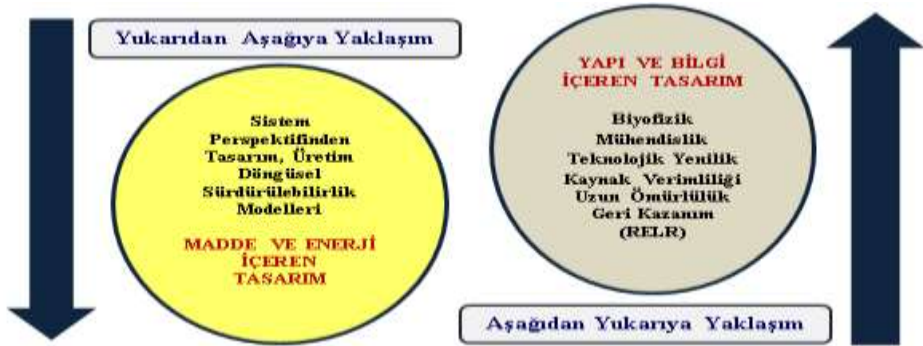 Yukarıdan Aşağıya Yaklaşım
Sistem
Perspektifinden
Tasarım, Üretim
Döngüsel
Sürdürülebilirlik
Modelleri
MADDE VE ENERJİ
İÇEREN
TASARIM
YAPI VE BİLGİ
İÇEREN TASARIM
Biyofizik
Mühendislik
Teknolojik Yenilik
Kaynak Verimliliği
Uzun Ömürlülük
Geri Kazanım
(RELR)
Aşağıdan Yukarıya Yaklaşım